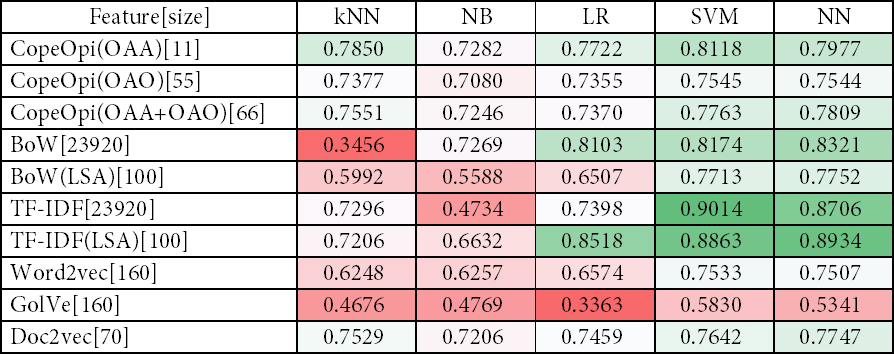 Feature[size] kNN NB LR SVM NN
CopeOpi(OAA)[11] 0.7850 0.7282 0.7722 0.8118 0.7977
CopeOpi(OAO)[55] 0.7377 0.7080 0.7355 0.7545 0.7544
CopeOpi(OAA+OAO)[66] 0.7551 0.7246 0.7370 0.7763 0.7809
BoW[23920] 0.3456 0.7269 0.8103 0.8174 0.8321
BoW(LSA)[100] 0.5992 0.5588 0.6507 0.7713 0.7752
TF-IDF[23920] 0.7296 0.4734 0.7398 0.9014 0.8706
TF-IDF(LSA)[100] 0.7206 0.6632 0.8518 0.8863 0.8934
Word2vec[160] 0.6248 0.6257 0.6574 0.7533 0.7507
GolVe[160] 0.4676 0.4769 0.3363 0.5830 0.5341
Doc2vec[70] 0.7529 0.7206 0.7459 0.7642 0.7747